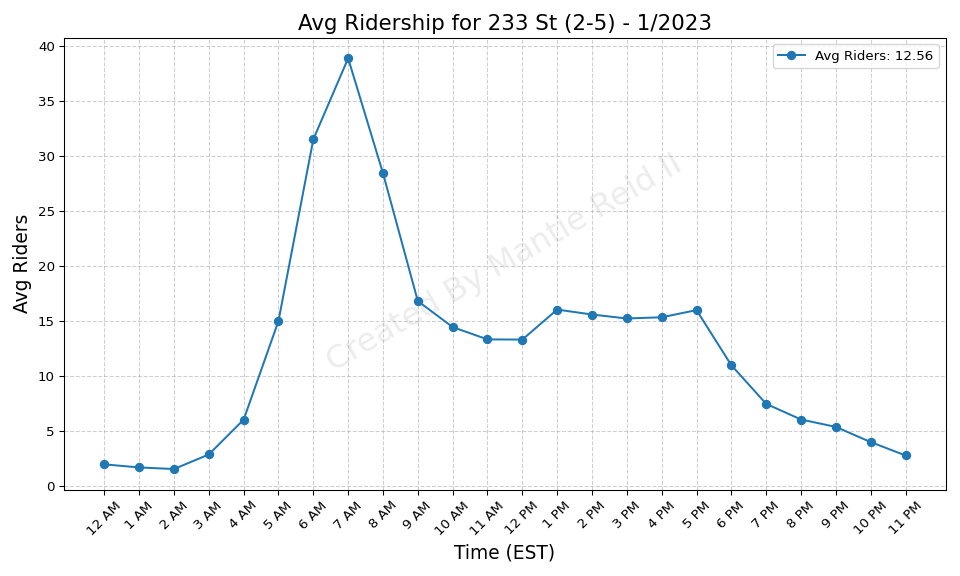 Avg Ridership for 233 St (2-5) - 1/2023
Avg Riders: 12.56
Avg Riders
40
35
30
25
20
15
10
5
0
Created By Mantie Reid II
12 AM
1 AM
2 AM
3 AM
4 AM
5 AM
6 AM
7 AM
8 AM
9 AM
10 AM
11 AM
12 PM
1 PM
2 PM
3 PM
4 PM
5 PM
6 PM
7 PM
8 PM
9 PM
10 PM
11 PM
Time (EST)